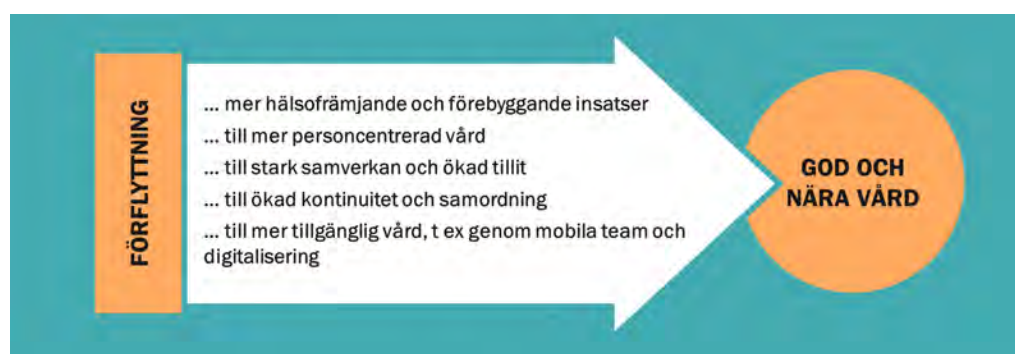 FÖRFLYTTNING
... mer hälsofrämjande och förebyggande insatser
... till mer personcentrerad vård
... till stark samverkan och ökad tillit
... till ökad kontinuitet och samordning
... till mer tillgänglig vård, t ex genom mobila team och
digitalisering
GOD OCH
NÄRA VÅRD